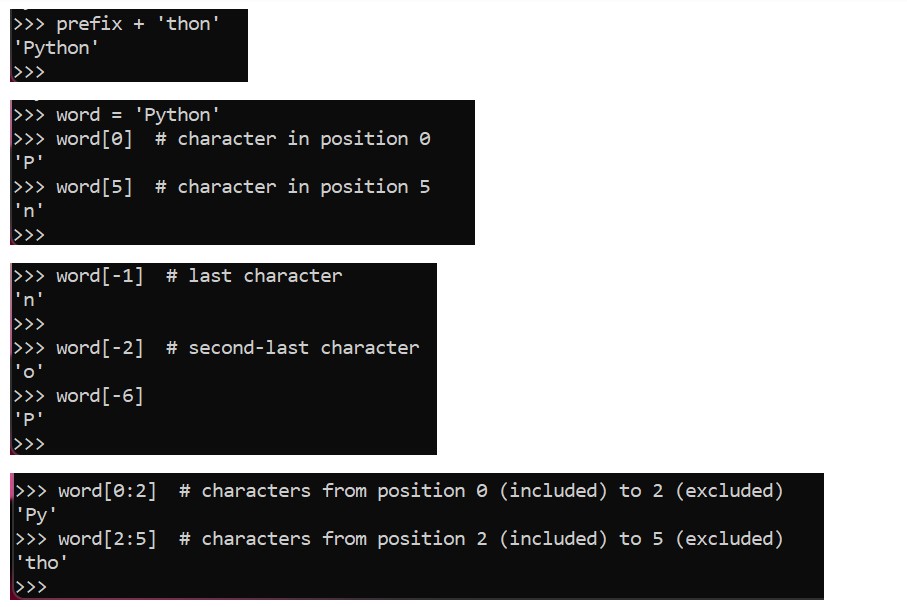 >>> prefix + 'thon'
'Python'
>>>
>>> word = 'Python'
>>> word[0]  # character in position 0
'P'
>>> word[5]  # character in position 5
'n'
>>>
>>> word[-1]  # last character
'n'
>>>
>>> word[-2]  # second-last character
'o'
>>> word[-6]
'P'
>>>
>>> word[0:2]  # characters from position 0 (included) to 2 (excluded)
'Py'
>>> word[2:5]  # characters from position 2 (included) to 5 (excluded)
'tho'
>>>